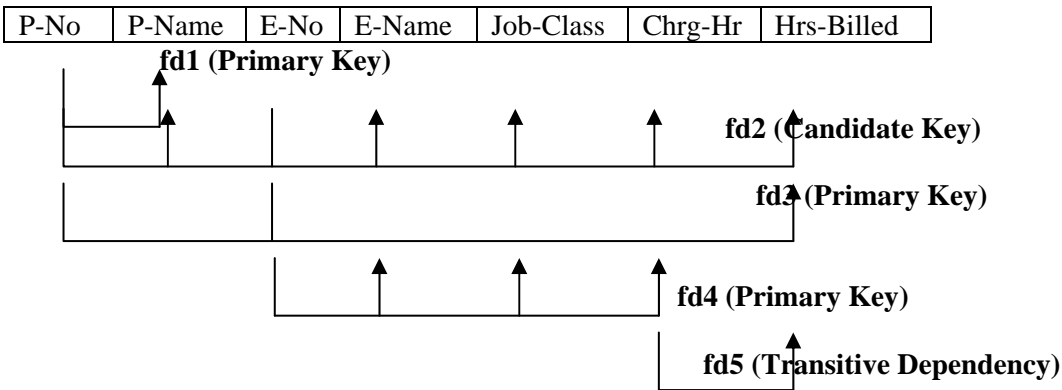 P-No P-Name E-No E-Name Job-Class Chrg-Hr Hrs-Billed
fd1 (Primary Key)
fd2 (Candidate Key)
fd3 (Primary Key)
fd4 (Primary Key)
fd5 (Transitive Dependency)